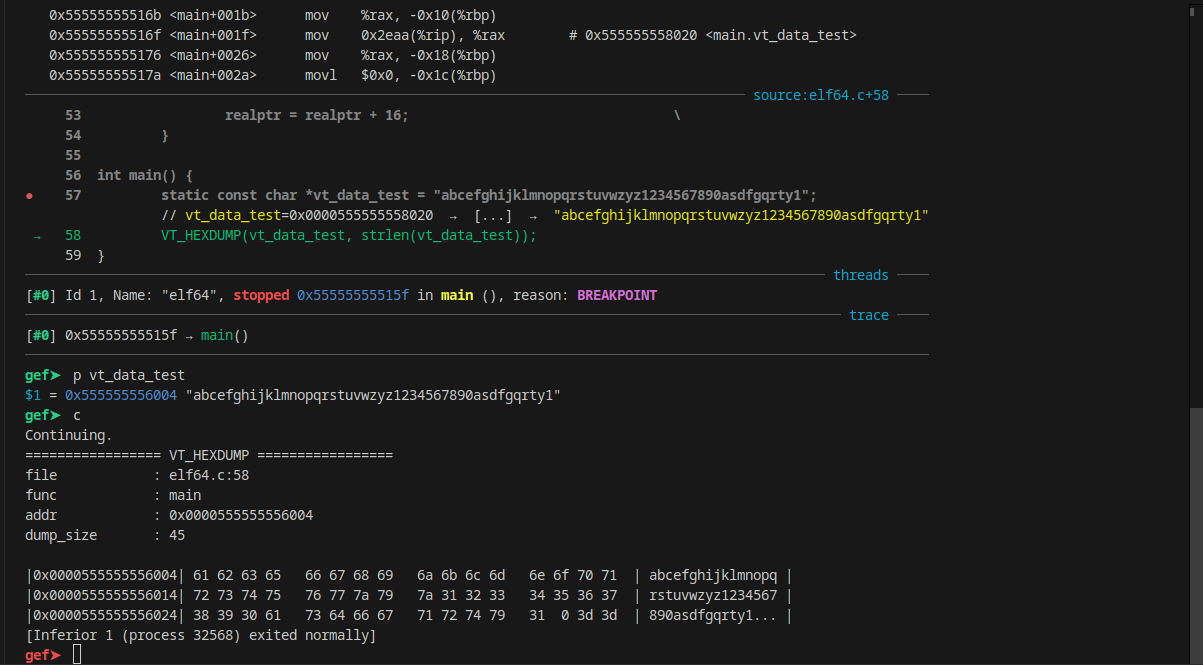 0x55555555516b <main+001b>      mov    %rax, -0x10(%rbp)
0x55555555516f <main+001f>      mov    0x2eaa(%rip), %rax        # 0x555555558020 <main.vt_data_test>
0x555555555176 <main+0026>      mov    %rax, -0x18(%rbp)
0x55555555517a <main+002a>      movl   $0x0, -0x1c(%rbp)
source:elf64.c+58
53                  realptr = realptr + 16;                                 \
54          }
55
56  int main() {
● 57          static const char *vt_data_test = "abcefghijklmnopqrstuvwzyz1234567890asdfgqrty1";
// vt_data_test=0x0000555555558020  →  [...]  →  "abcefghijklmnopqrstuvwzyz1234567890asdfgqrty1"
→ 58          VT_HEXDUMP(vt_data_test, strlen(vt_data_test));
59  }
threads
[#0] Id 1, Name: "elf64", stopped 0x55555555515f in main (), reason: BREAKPOINT
trace
[#0] 0x55555555515f → main()
gef➤  p vt_data_test
$1 = 0x555555556004 "abcefghijklmnopqrstuvwzyz1234567890asdfgqrty1"
gef➤  c
Continuing.
================= VT_HEXDUMP =================
file            : elf64.c:58
func            : main
addr            : 0x0000555555556004
dump_size       : 45
|0x0000555555556004| 61 62 63 65   66 67 68 69   6a 6b 6c 6d   6e 6f 70 71  | abcefghijklmnopq |
|0x0000555555556014| 72 73 74 75   76 77 7a 79   7a 31 32 33   34 35 36 37  | rstuvwzyz1234567 |
|0x0000555555556024| 38 39 30 61   73 64 66 67   71 72 74 79   31  0 3d 3d  | 890asdfgqrty1... |
[Inferior 1 (process 32568) exited normally]
gef➤